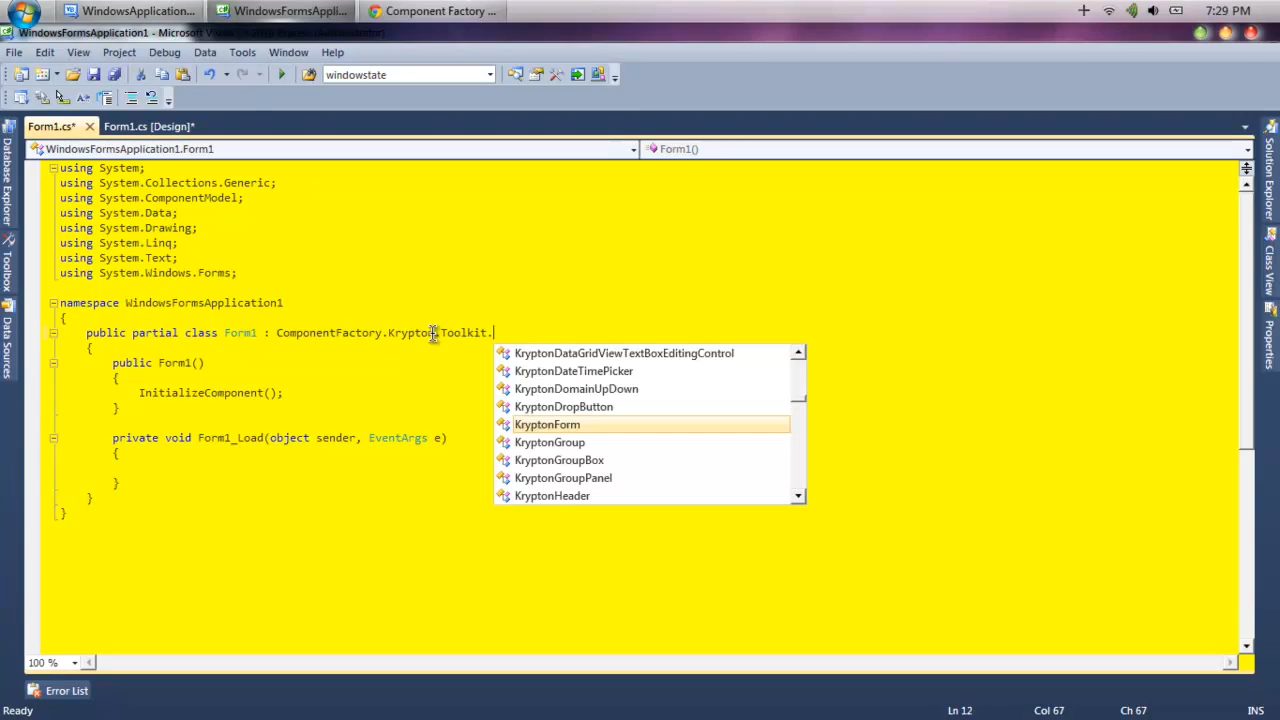 WindowsApplication...
WindowsFormsAppli...
Component Factory ...
7:29 PM
WindowsFormsApplication1 - Microsoft
File Edit View Project Debug Data Tools Window Help
windowstate
Form1.cs*
Form1.cs [Design]*
WindowsFormsApplication1.Form1
Form1()
using System;
using System.Collections.Generic;
using System.ComponentModel;
using System.Data;
using System.Drawing;
using System.Linq;
using System.Text;
using System.Windows.Forms;
namespace WindowsFormsApplication1
{
public partial class Form1 : ComponentFactory.Krypton.Toolkit.
{
public Form1()
{
InitializeComponent();
}
private void Form1_Load(object sender, EventArgs e)
{
}
}
}
KryptonDataGridViewTextBoxEditingControl
KryptonDateTimePicker
KryptonDomainUpDown
KryptonDropButton
KryptonForm
KryptonGroup
KryptonGroupBox
KryptonGroupPanel
KryptonHeader
Database Explorer
Toolbox
Data Sources
Solution Explorer
Class View
Properties
100 %
Error List
Ready
Ln 12
Col 67
Ch 67
INS